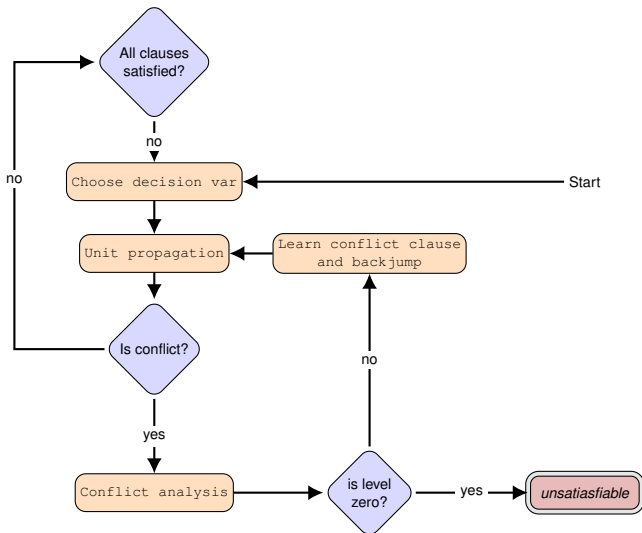 All clauses
satisfied?
no
no
Choose decision var
Start
Unit propagation
Learn conflict clause
and backjump
Is conflict?
no
yes
Conflict analysis
is level
zero?
yes
unsatiasfiable